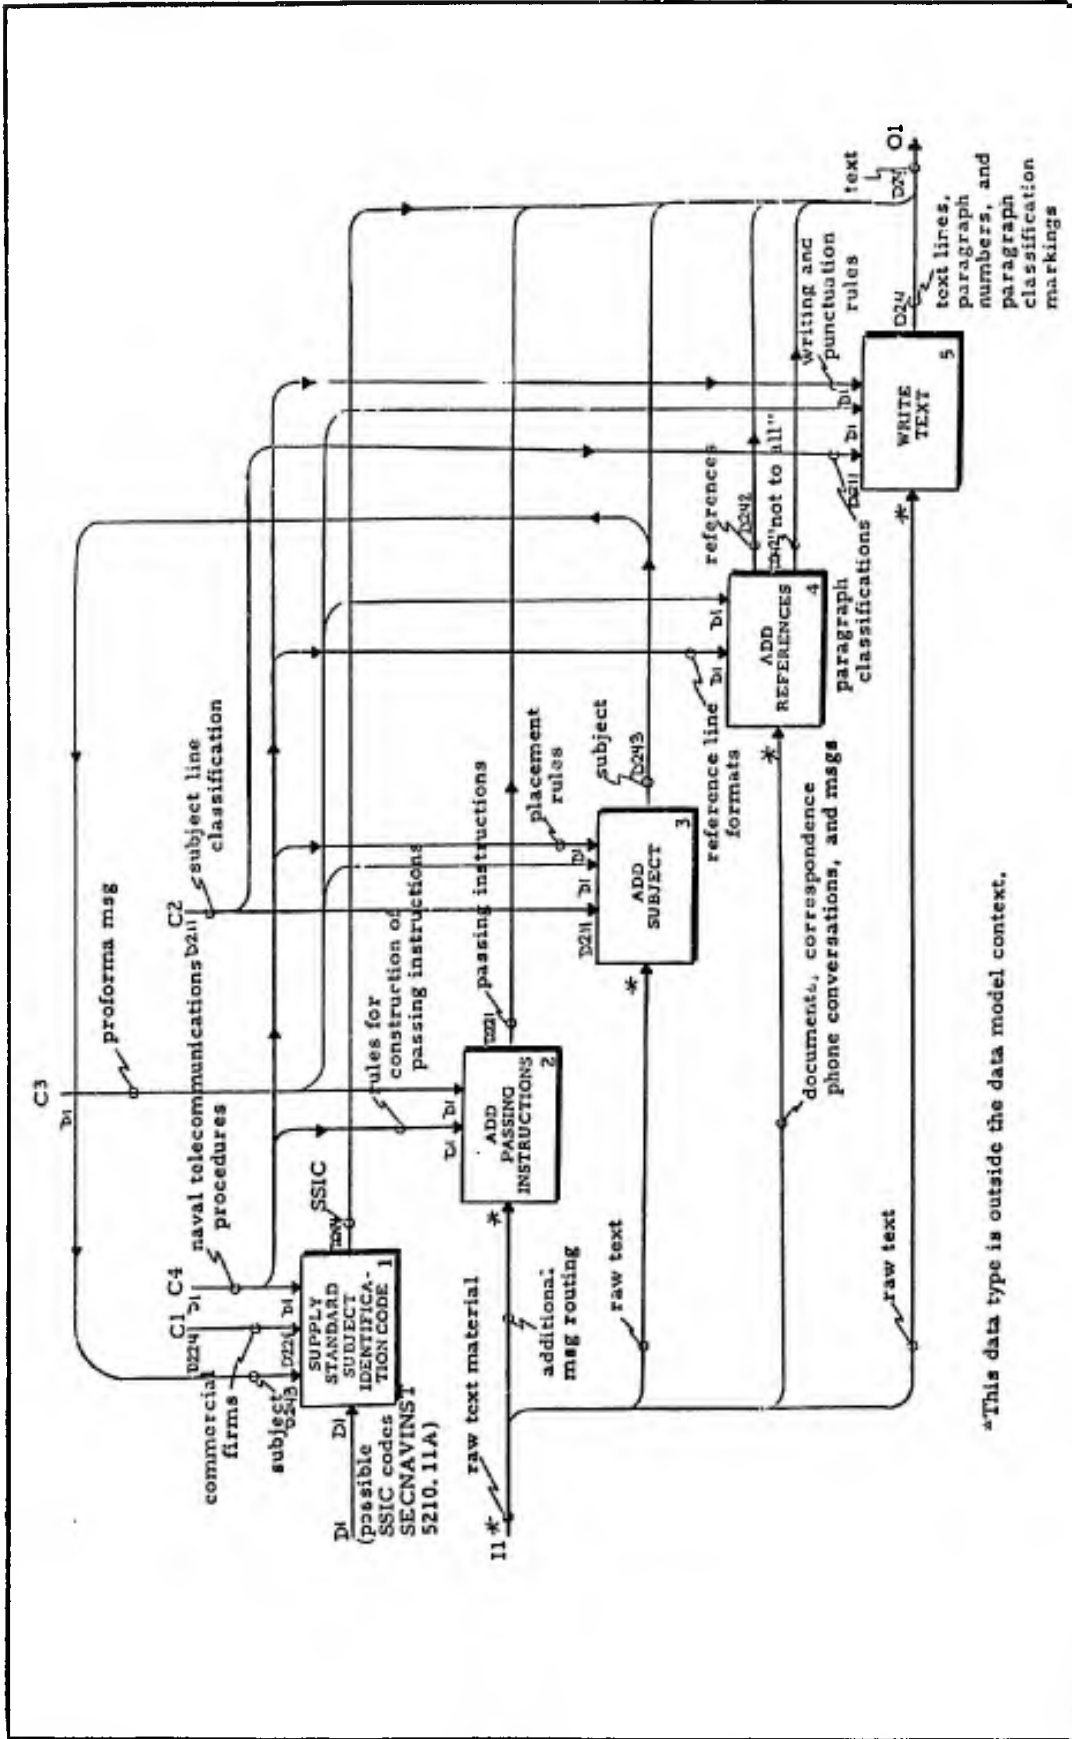 C3
D1
proforma msg
C2
D211
subject line
classification
C4
D1
naval telecommunications
procedures
C1
D224
commercial
firms
subject
D243
D224
D1
SUPPLY
STANDARD
SUBJECT
IDENTIFICA-
TION CODE
1
SSIC
D1
D1
(possible
SSIC codes
SECNAVINST
5210.11A)
rules for
construction of
passing instructions
D1
D1
ADD
PASSING
INSTRUCTIONS
2
D221
passing instructions
I1 *
raw text material
*
additional
msg routing
placement
rules
D211
D1
D1
ADD
SUBJECT
3
subject
D243
*
raw text
reference line
formats
D1
D1
ADD
REFERENCES
4
references
D242
"not to all"
*
documents, correspondence
phone conversations, and msgs
paragraph
classifications
D211
D1
D1
writing and
punctuation
rules
WRITE
TEXT
5
*
raw text
D24
text lines,
paragraph
numbers, and
paragraph
classification
markings
text
D24
O1
*This data type is outside the data model context.